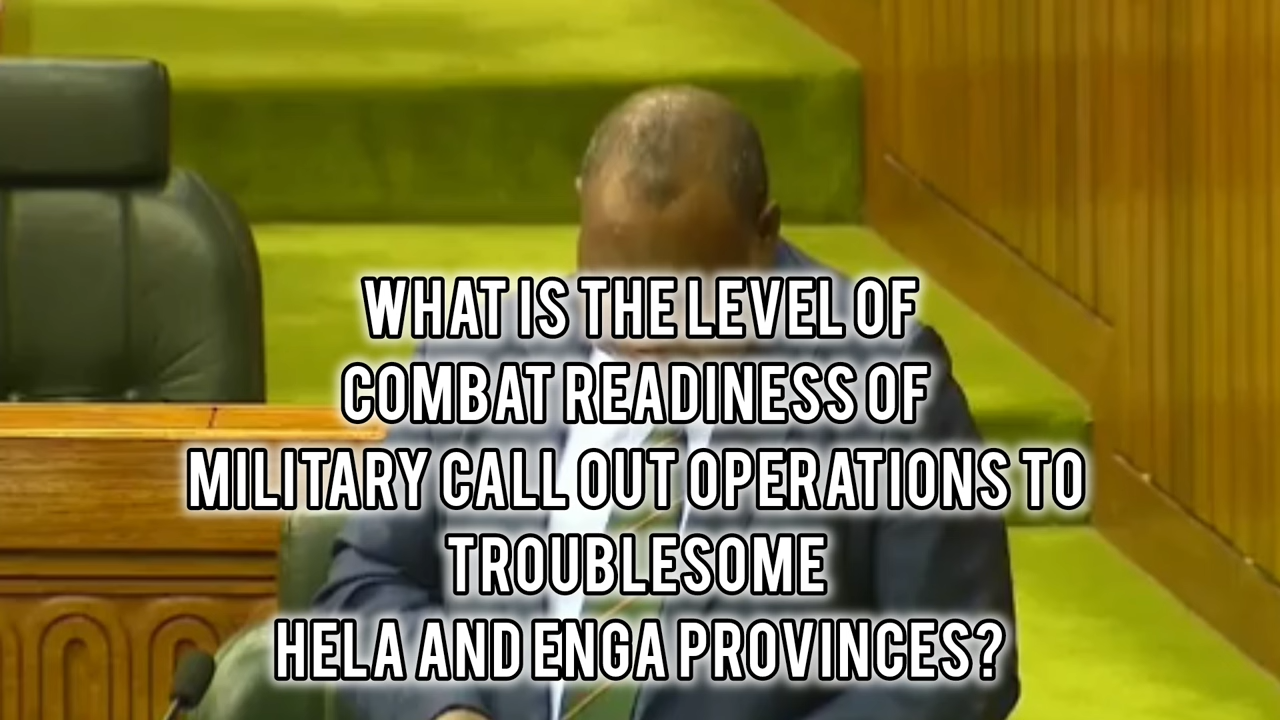 WHAT IS THE LEVEL OF
COMBAT READINESS OF
MILITARY CALL OUT OPERATIONS TO
TROUBLESOME
HELA AND ENGA PROVINCES?